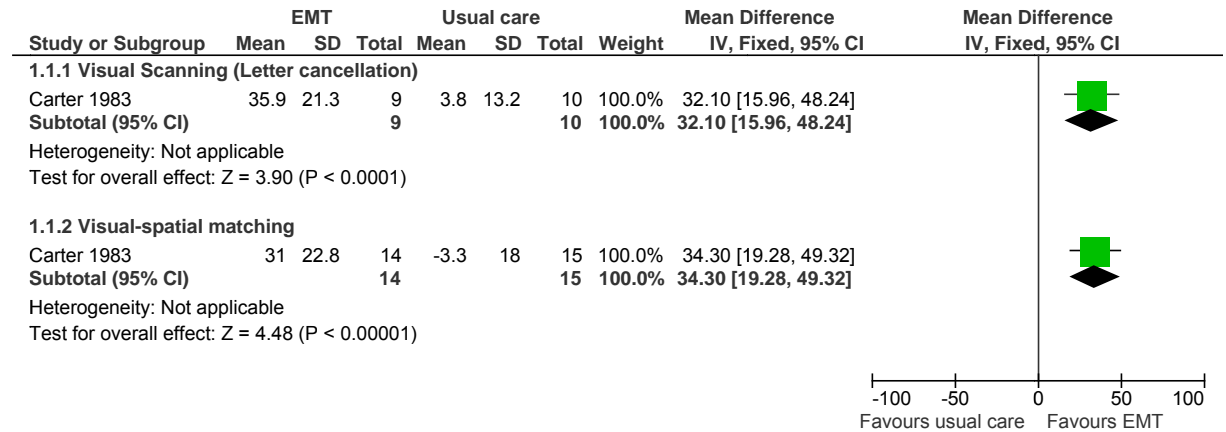 EMT Usual care Mean Difference Mean Difference
Study or Subgroup Mean SD Total Mean SD Total Weight IV, Fixed, 95% CI IV, Fixed, 95% CI
1.1.1 Visual Scanning (Letter cancellation)
Carter 1983 35.9 21.3 9 3.8 13.2 10 100.0% 32.10 [15.96, 48.24]
Subtotal (95% CI) 9 10 100.0% 32.10 [15.96, 48.24]
Heterogeneity: Not applicable
Test for overall effect: Z = 3.90 (P < 0.0001)
1.1.2 Visual-spatial matching
Carter 1983 31 22.8 14 -3.3 18 15 100.0% 34.30 [19.28, 49.32]
Subtotal (95% CI) 14 15 100.0% 34.30 [19.28, 49.32]
Heterogeneity: Not applicable
Test for overall effect: Z = 4.48 (P < 0.00001)
-100 -50 0 50 100
Favours usual care Favours EMT